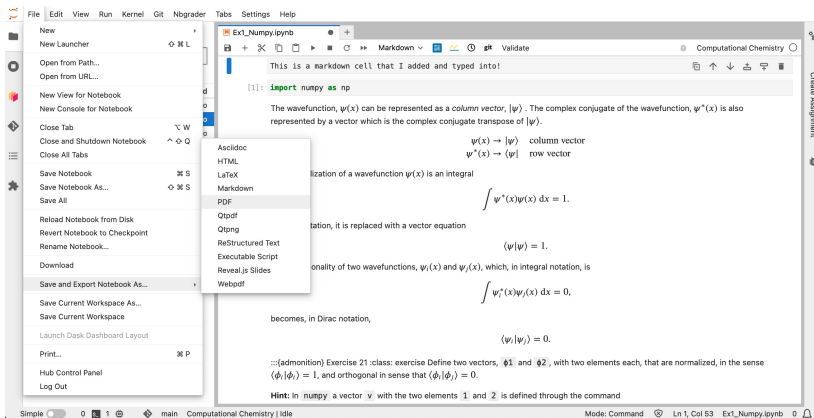 File Edit View Run Kernel Git Nbgrader Tabs Settings Help
New
New Launcher ⇧ ⌘ L
Open from Path...
Open from URL...
New View for Notebook
New Console for Notebook
Close Tab ⌥ W
Close and Shutdown Notebook ^ ⇧ Q
Close All Tabs
Save Notebook ⌘ S
Save Notebook As... ⇧ ⌘ S
Save All
Reload Notebook from Disk
Revert Notebook to Checkpoint
Rename Notebook...
Download
Save and Export Notebook As...
Save Current Workspace As...
Save Current Workspace
Launch Dask Dashboard Layout
Print... ⌘ P
Hub Control Panel
Log Out
Asciidoc
HTML
LaTeX
Markdown
PDF
Qtpdf
Qtpng
ReStructured Text
Executable Script
Reveal.js Slides
Webpdf
Ex1_Numpy.ipynb
Markdown git Validate Computational Chemistry
This is a markdown cell that I added and typed into!
[1]: import numpy as np
The wavefunction, ψ(x) can be represented as a column vector, |ψ⟩ . The complex conjugate of the wavefunction, ψ*(x) is also
represented by a vector which is the complex conjugate transpose of |ψ⟩.
ψ(x) → |ψ⟩ column vector
ψ*(x) → ⟨ψ| row vector
lization of a wavefunction ψ(x) is an integral
∫ ψ*(x)ψ(x) dx = 1.
tation, it is replaced with a vector equation
⟨ψ|ψ⟩ = 1.
onality of two wavefunctions, ψi(x) and ψj(x), which, in integral notation, is
∫ ψi*(x)ψj(x) dx = 0,
becomes, in Dirac notation,
⟨ψi|ψj⟩ = 0.
:::{admonition} Exercise 21 :class: exercise Define two vectors, ϕ1 and ϕ2 , with two elements each, that are normalized, in the sense
⟨ϕi|ϕi⟩ = 1, and orthogonal in sense that ⟨ϕi|ϕj⟩ = 0.
Hint: In numpy a vector v with the two elements 1 and 2 is defined through the command
Create Assignment
Simple 0 1 main Computational Chemistry | Idle Mode: Command Ln 1, Col 53 Ex1_Numpy.ipynb 0